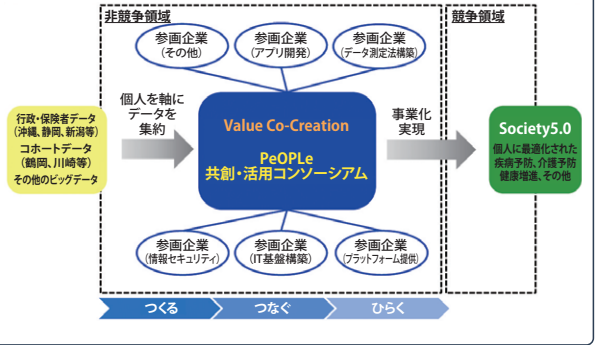 非競争領域
競争領域
参画企業
(その他)
参画企業
(アプリ開発)
参画企業
(データ測定法構築)
行政・保険者データ
(沖縄、静岡、新潟等)
コホートデータ
(鶴岡、川崎等)
その他のビッグデータ
個人を軸に
データを
集約
Value Co-Creation
PeOPLe
共創・活用コンソーシアム
事業化
実現
Society5.0
個人に最適化された
疾病予防、介護予防
健康増進、その他
参画企業
(情報セキュリティ)
参画企業
(IT基盤構築)
参画企業
(プラットフォーム提供)
つくる
つなぐ
ひらく